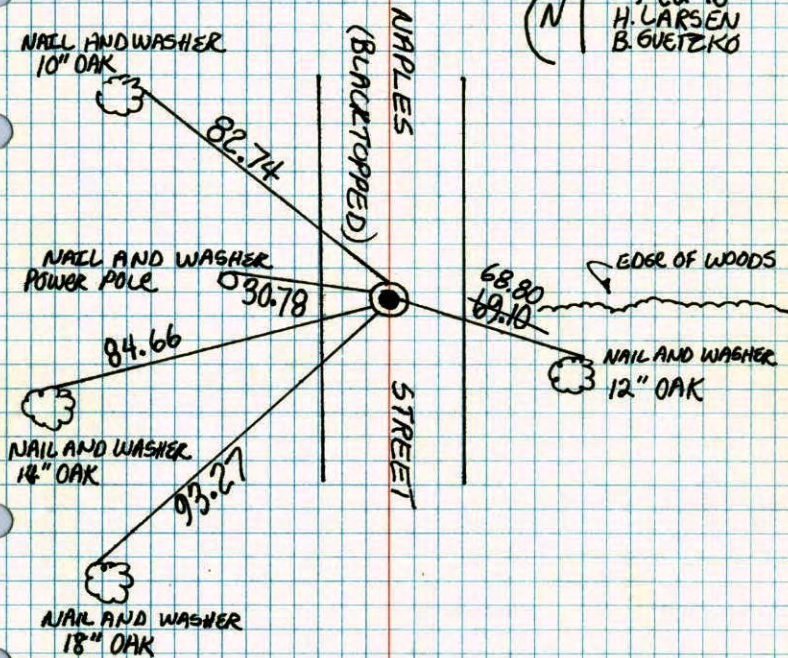 H. LARSEN
B. GUETZKO
N
NAIL AND WASHER
10" OAK
NAPLES
(BLACKTOPPED)
82.74
NAIL AND WASHER
POWER POLE
30.78
68.80
69.10
EDGE OF WOODS
84.66
NAIL AND WASHER
12" OAK
STREET
NAIL AND WASHER
14" OAK
93.27
NAIL AND WASHER
18" OAK